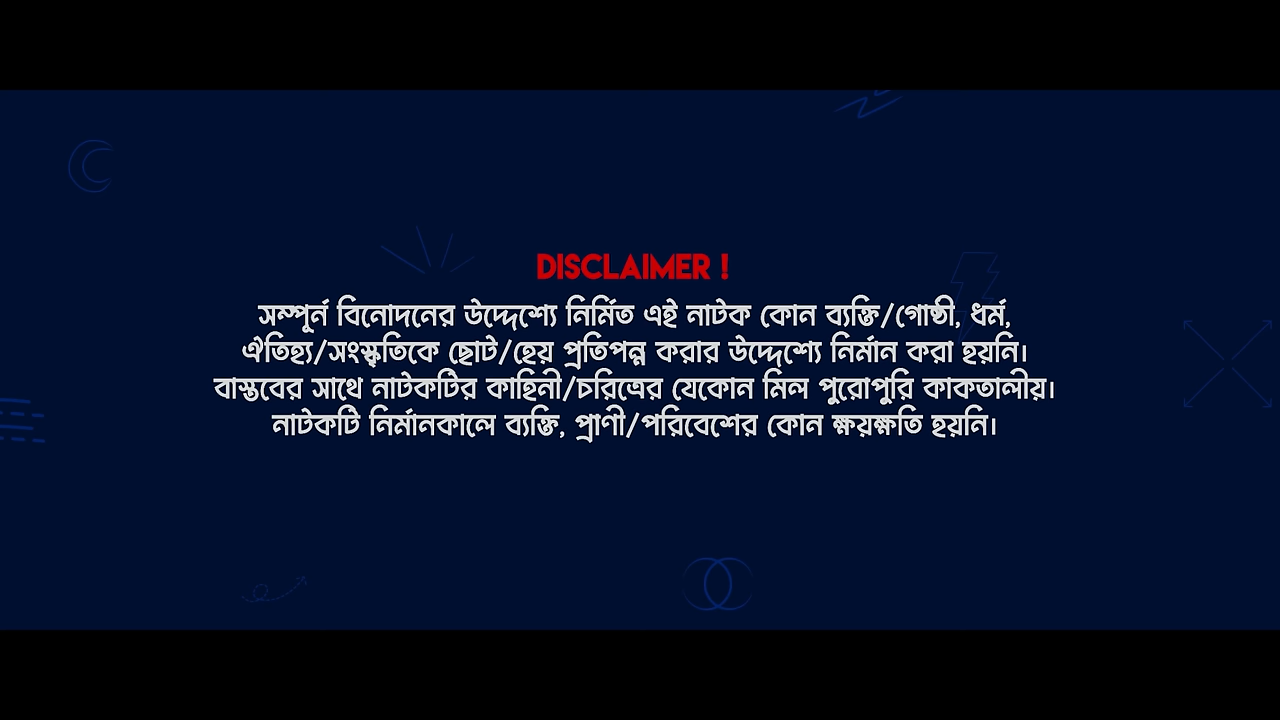 DISCLAIMER !
সম্পুর্ন বিনোদনের উদ্দেশ্যে নির্মিত এই নাটক কোন ব্যক্তি/গোষ্ঠী, ধর্ম,
ঐতিহ্য/সংস্কৃতিকে ছোট/হেয় প্রতিপন্ন করার উদ্দেশ্যে নির্মান করা হয়নি।
বাস্তবের সাথে নাটকটির কাহিনী/চরিত্রের যেকোন মিল পুরোপুরি কাকতালীয়।
নাটকটি নির্মানকালে ব্যক্তি, প্রাণী/পরিবেশের কোন ক্ষয়ক্ষতি হয়নি।